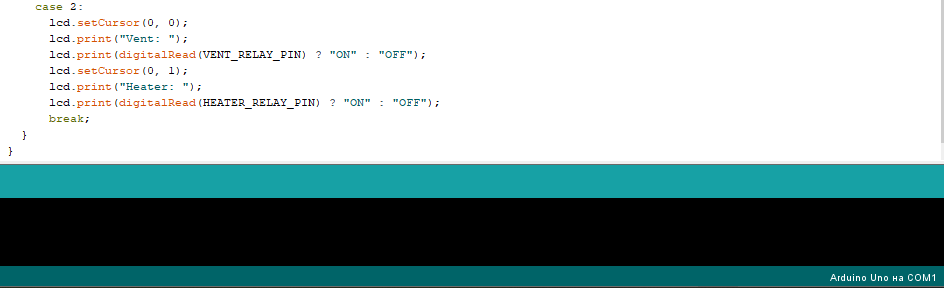 case 2:
lcd.setCursor(0, 0);
lcd.print("Vent: ");
lcd.print(digitalRead(VENT_RELAY_PIN) ? "ON" : "OFF");
lcd.setCursor(0, 1);
lcd.print("Heater: ");
lcd.print(digitalRead(HEATER_RELAY_PIN) ? "ON" : "OFF");
break;
}
}
Arduino Uno на COM1